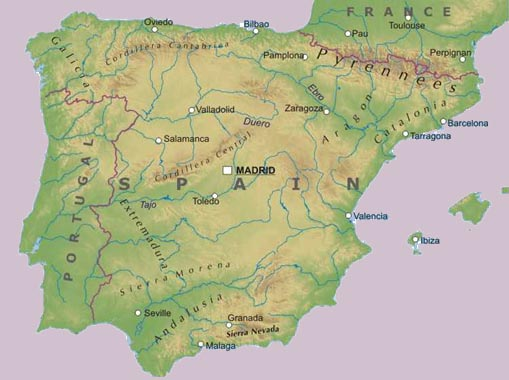 FRANCE
Toulouse
Oviedo
Bilbao
Pau
Galicia
Cordillera Cantabrica
Pamplona
Pyrennees
Perpignan
Ebro
Valladolid
Zaragoza
Aragon
Catalonia
Duero
Barcelona
Salamanca
Tarragona
Cordillera Central
MADRID
PORTUGAL
SPAIN
Tajo
Toledo
Extremadura
Valencia
Ibiza
Sierra Morena
Andalusia
Seville
Granada
Sierra Nevada
Malaga